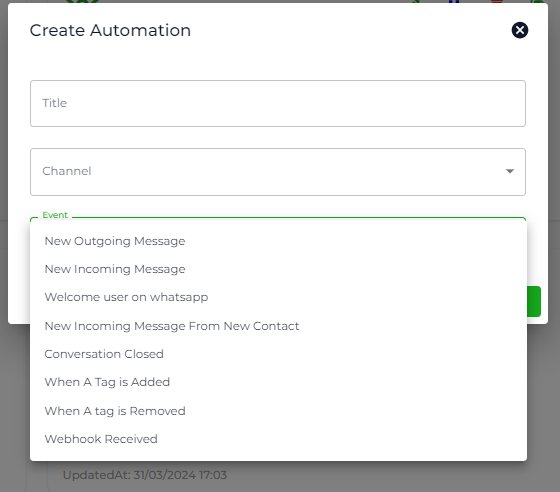 Create Automation
Title
Channel
Event
New Outgoing Message
New Incoming Message
Welcome user on whatsapp
New Incoming Message From New Contact
Conversation Closed
When A Tag is Added
When A tag is Removed
Webhook Received
UpdatedAt: 31/03/2024 17:03